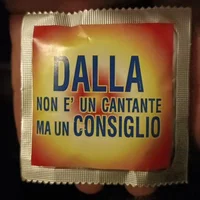 DALLA
NON E' UN CANTANTE
MA UN CONSIGLIO